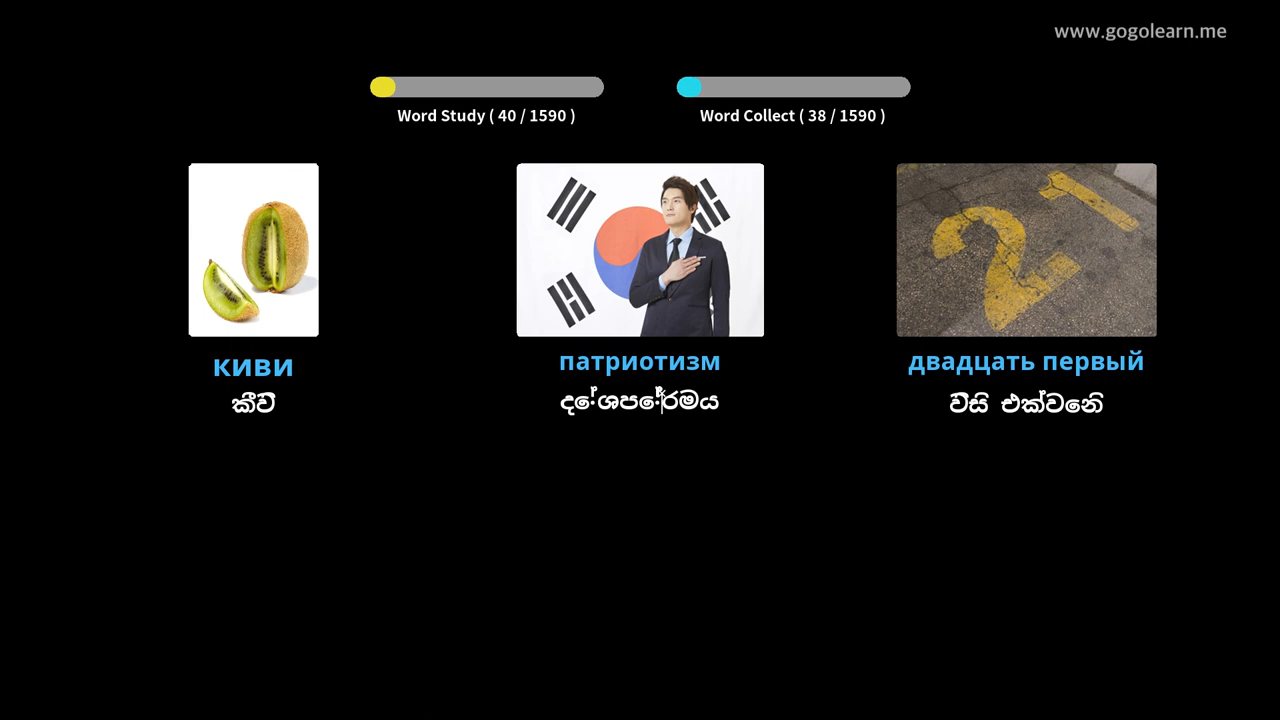 www.gogolearn.me
Word Study ( 40 / 1590 )
Word Collect ( 38 / 1590 )
киви
патриотизм
двадцать первый
කීවි
දේශප්‍රේමය
විසි එක්වෙනි
21